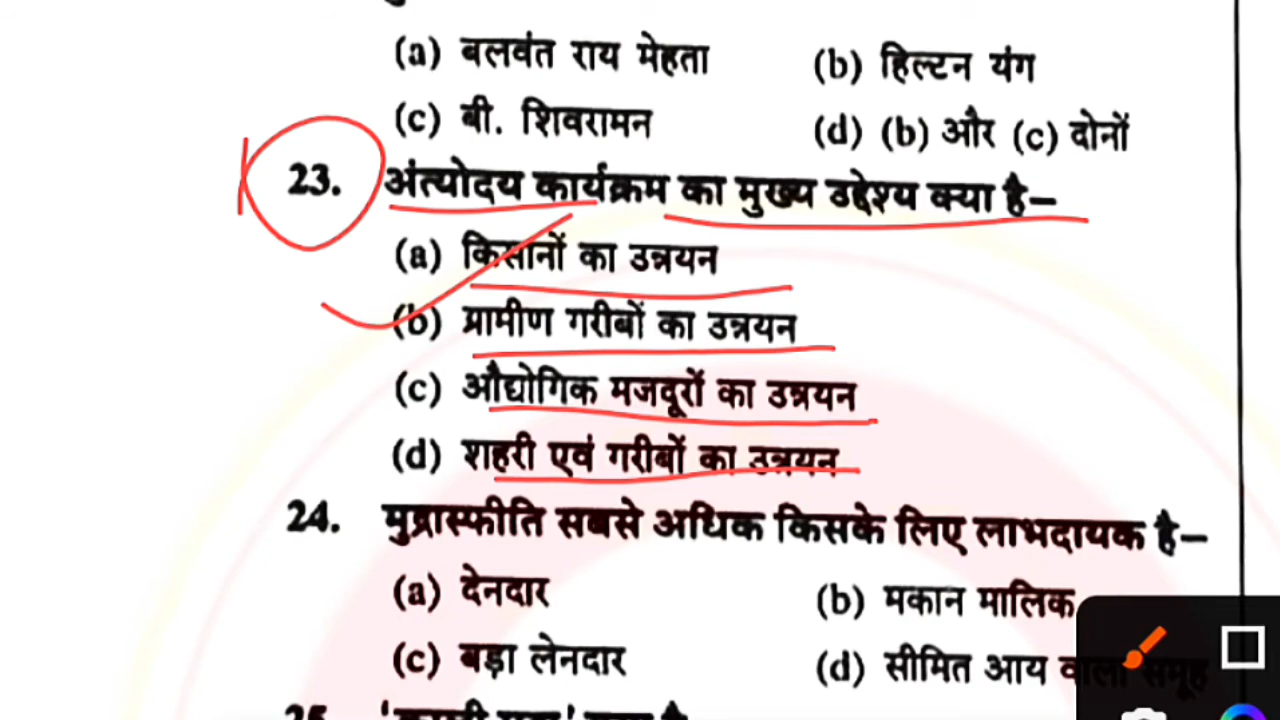 (a) बलवंत राय मेहता (b) हिल्टन यंग
(c) बी. शिवरामन (d) (b) और (c) दोनों
23. अंत्योदय कार्यक्रम का मुख्य उद्देश्य क्या है–
(a) किसानों का उन्नयन
(b) ग्रामीण गरीबों का उन्नयन
(c) औद्योगिक मजदूरों का उन्नयन
(d) शहरी एवं गरीबों का उन्नयन
24. मुद्रास्फीति सबसे अधिक किसके लिए लाभदायक है–
(a) देनदार (b) मकान मालिक
(c) बड़ा लेनदार (d) सीमित आय वाला समूह